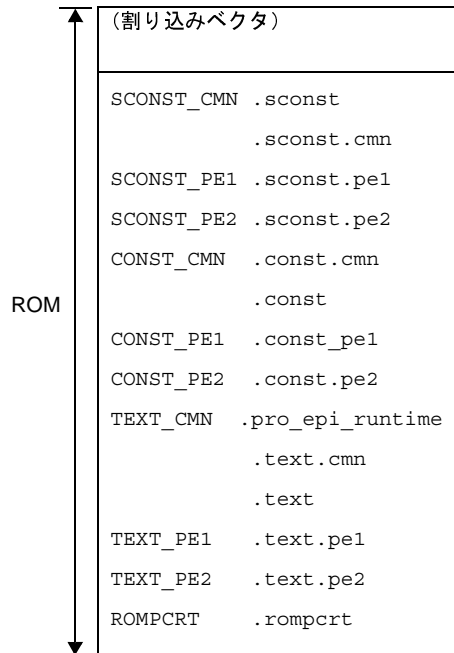 (割り込みベクタ)
SCONST_CMN .sconst
.sconst.cmn
SCONST_PE1 .sconst.pe1
SCONST_PE2 .sconst.pe2
CONST_CMN .const.cmn
.const
ROM
CONST_PE1 .const_pe1
CONST_PE2 .const.pe2
TEXT_CMN .pro_epi_runtime
.text.cmn
.text
TEXT_PE1 .text.pe1
TEXT_PE2 .text.pe2
ROMPCRT .rompcrt